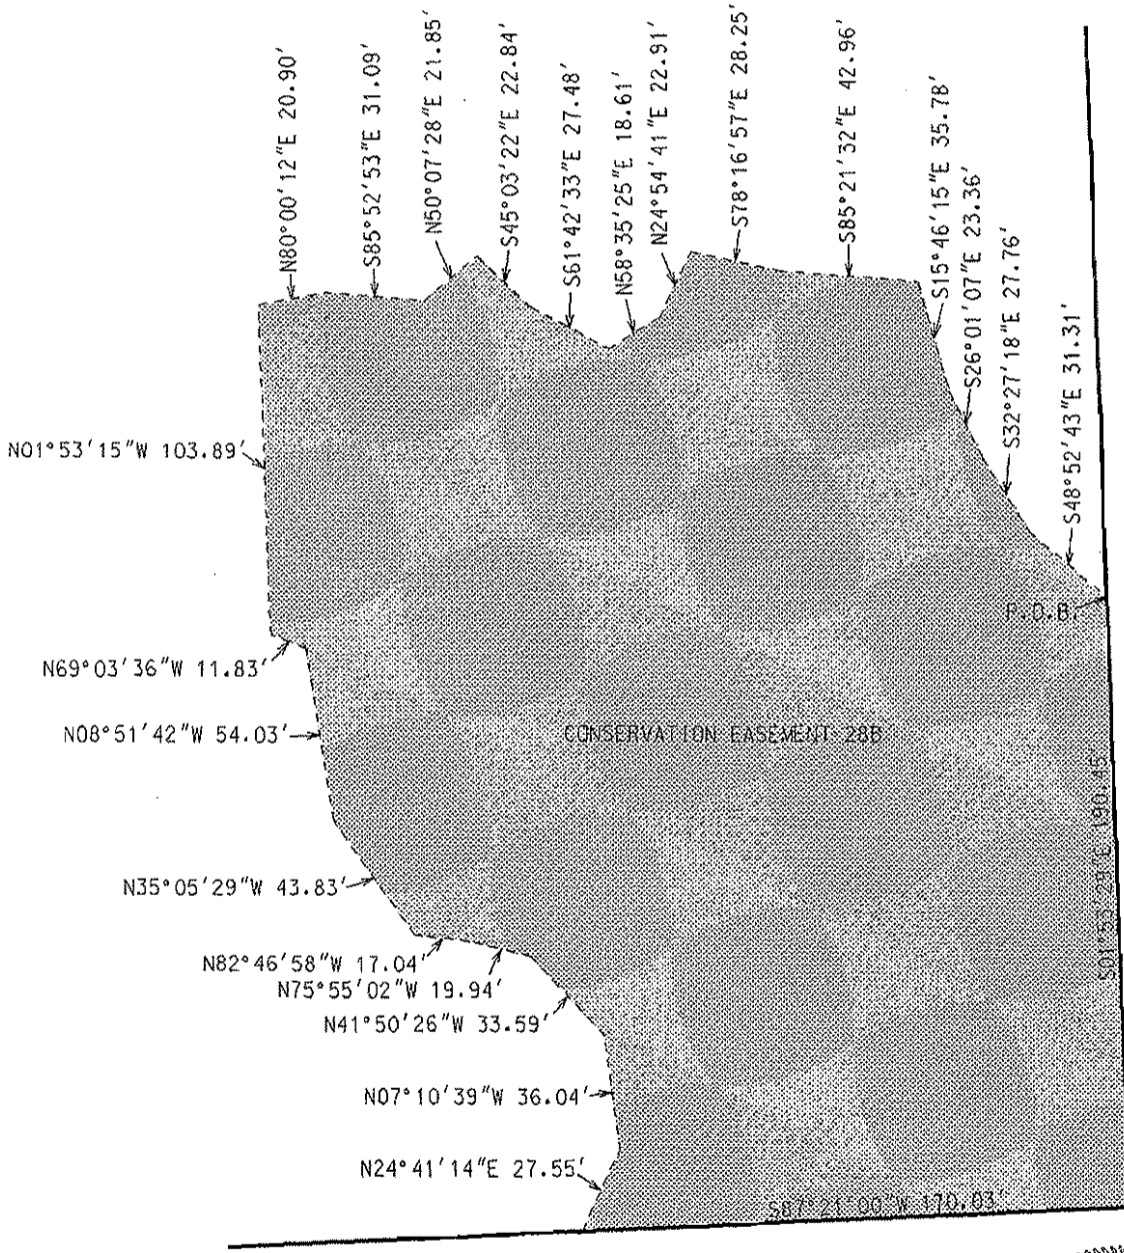 N80°00'12"E 20.90'
S85°52'53"E 31.09'
N50°07'28"E 21.85'
S45°03'22"E 22.84'
S61°42'33"E 27.48'
N58°35'25"E 18.61'
N24°54'41"E 22.91'
S78°16'57"E 28.25'
S85°21'32"E 42.96'
S15°46'15"E 35.78'
S26°01'07"E 23.36'
S32°27'18"E 27.76'
S48°52'43"E 31.31'
N01°53'15"W 103.89'
P.O.B.
N69°03'36"W 11.83'
N08°51'42"W 54.03'
CONSERVATION EASEMENT 28B
S01°53'29"E 190.45'
N35°05'29"W 43.83'
N82°46'58"W 17.04'
N75°55'02"W 19.94'
N41°50'26"W 33.59'
N07°10'39"W 36.04'
N24°41'14"E 27.55'
S87°21'00"W 170.03'